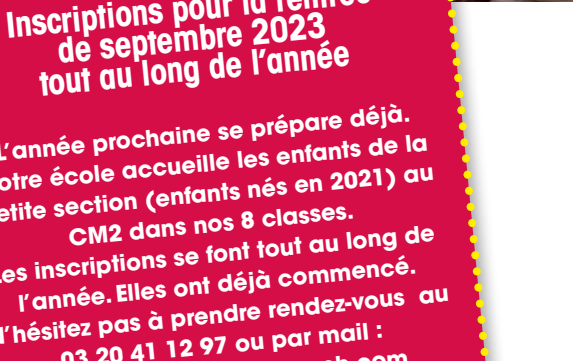 Inscriptions pour la rentrée
de septembre 2023
tout au long de l'année
L'année prochaine se prépare déjà.
otre école accueille les enfants de la
etite section (enfants nés en 2021) au
CM2 dans nos 8 classes.
Les inscriptions se font tout au long de
l'année. Elles ont déjà commencé.
N'hésitez pas à prendre rendez-vous au
03 20 41 12 97 ou par mail :